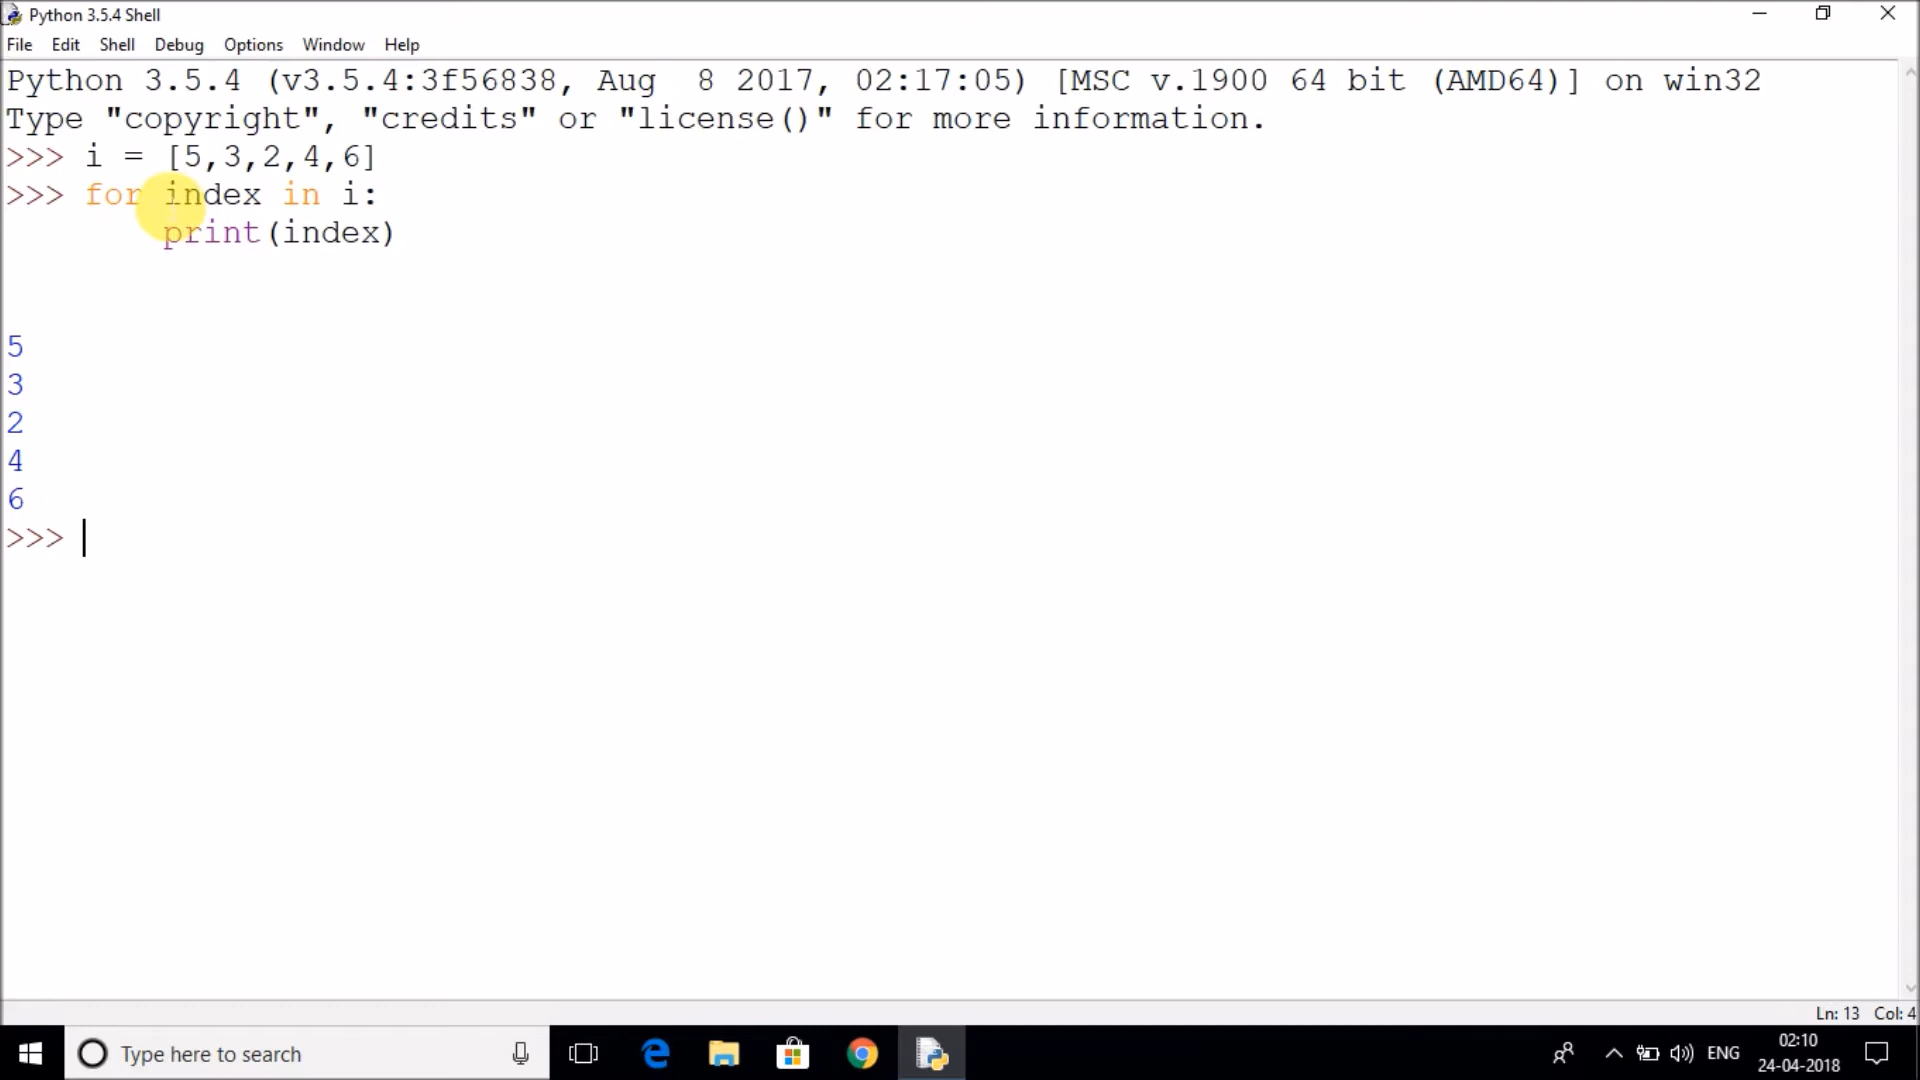 Python 3.5.4 Shell
File Edit Shell Debug Options Window Help
Python 3.5.4 (v3.5.4:3f56838, Aug  8 2017, 02:17:05) [MSC v.1900 64 bit (AMD64)] on win32
Type "copyright", "credits" or "license()" for more information.
>>> i = [5,3,2,4,6]
>>> for index in i:
        print(index)
5
3
2
4
6
>>>
Ln: 13 Col: 4
Type here to search
ENG
02:10
24-04-2018